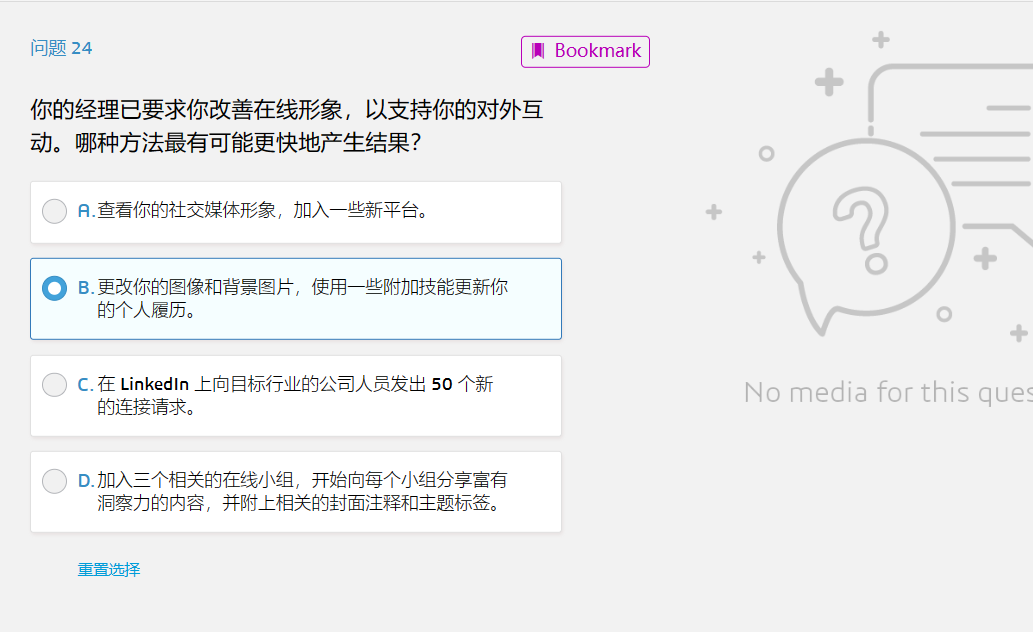 问题 24
Bookmark
你的经理已要求你改善在线形象，以支持你的对外互
动。哪种方法最有可能更快地产生结果？
A. 查看你的社交媒体形象，加入一些新平台。
B. 更改你的图像和背景图片，使用一些附加技能更新你
的个人履历。
C. 在 LinkedIn 上向目标行业的公司人员发出 50 个新
的连接请求。
D. 加入三个相关的在线小组，开始向每个小组分享富有
洞察力的内容，并附上相关的封面注释和主题标签。
重置选择
No media for this ques